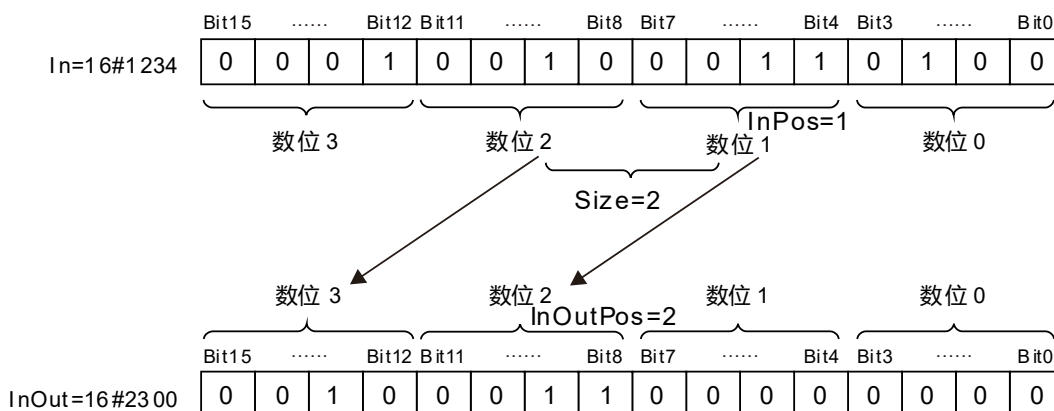 Bit15 ...... Bit12 Bit11 ...... Bit8 Bit7 ...... Bit4 Bit3 ...... Bit0
In=16#1234 0 0 0 1 0 0 1 0 0 0 1 1 0 1 0 0
InPos=1
数位3 数位2 数位1 数位0
Size=2
数位3 数位2 数位1 数位0
InOutPos=2
Bit15 ...... Bit12 Bit11 ...... Bit8 Bit7 ...... Bit4 Bit3 ...... Bit0
InOut=16#2300 0 0 1 0 0 0 1 1 0 0 0 0 0 0 0 0